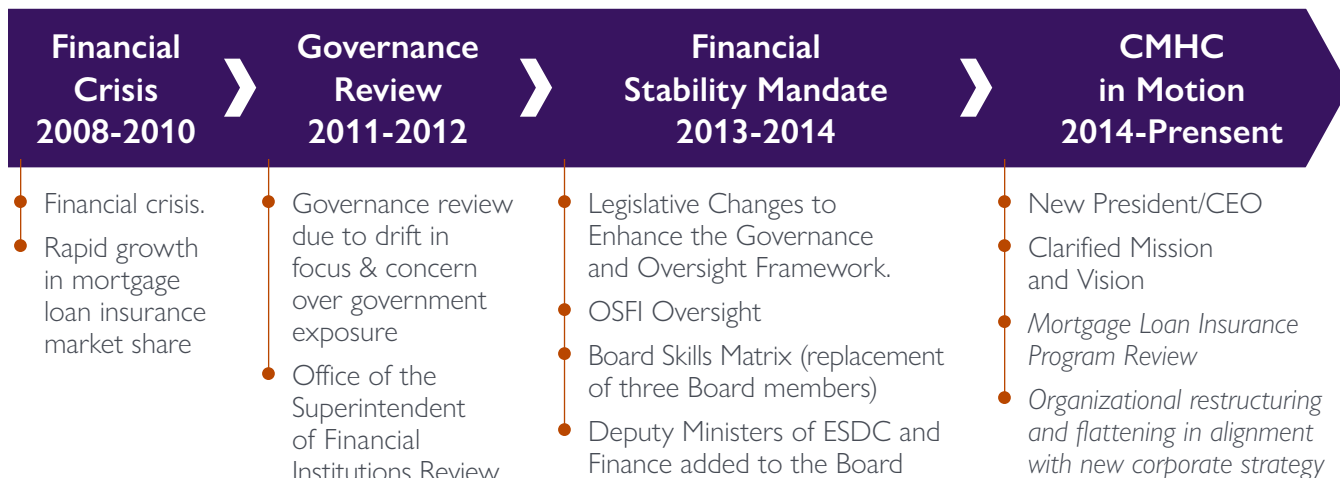 Financial
Crisis
2008-2010
Governance
Review
2011-2012
Financial
Stability Mandate
2013-2014
CMHC
in Motion
2014-Prensent
Financial crisis.
Rapid growth
in mortgage
loan insurance
market share
Governance review
due to drift in
focus & concern
over government
exposure
Office of the
Superintendent
of Financial
Institutions Review
Legislative Changes to
Enhance the Governance
and Oversight Framework.
OSFI Oversight
Board Skills Matrix (replacement
of three Board members)
Deputy Ministers of ESDC and
Finance added to the Board
New President/CEO
Clarified Mission
and Vision
Mortgage Loan Insurance
Program Review
Organizational restructuring
and flattening in alignment
with new corporate strategy